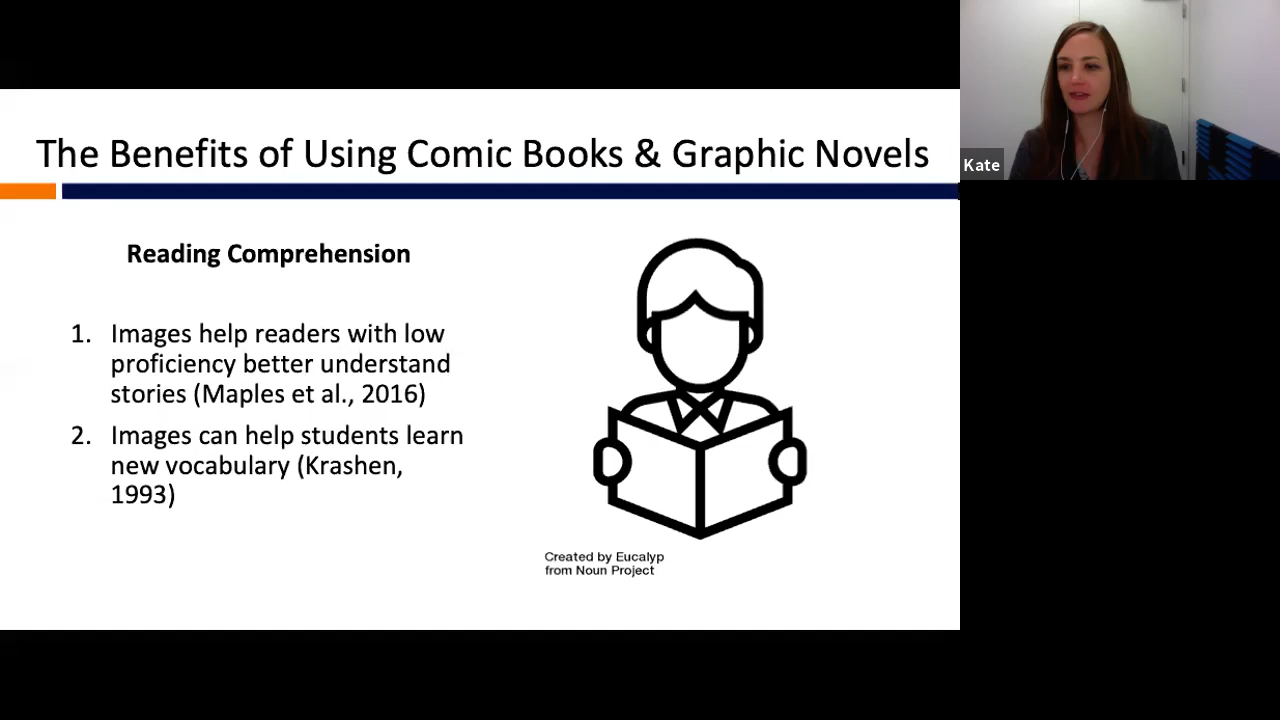 The Benefits of Using Comic Books & Graphic Novels
Kate
Reading Comprehension
1. Images help readers with low
proficiency better understand
stories (Maples et al., 2016)
2. Images can help students learn
new vocabulary (Krashen,
1993)
Created by Eucalyp
from Noun Project